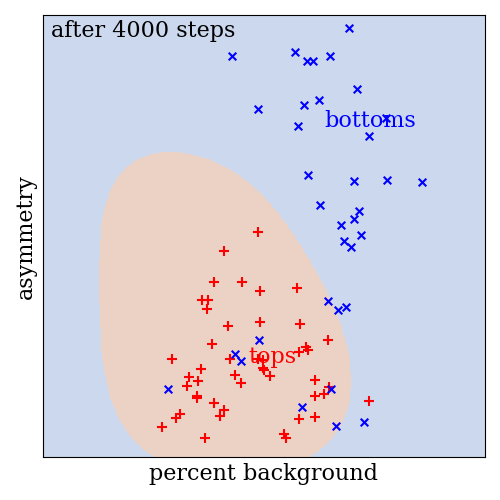 after 4000 steps
bottoms
asymmetry
tops
percent background